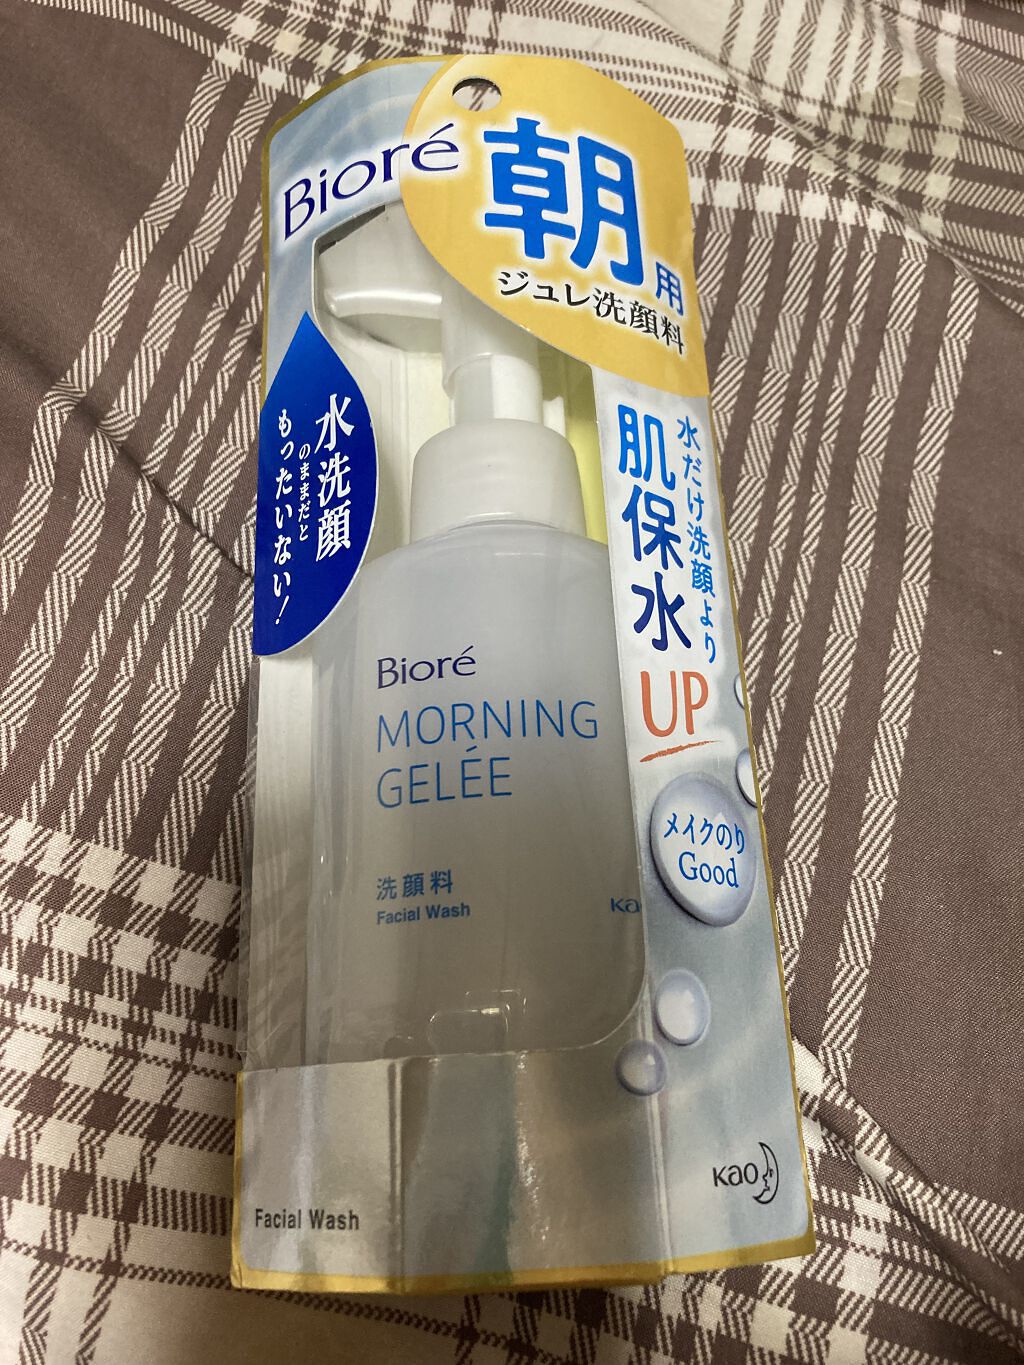 Bioré
朝用
ジュレ洗顔料
水洗顔
のままだと
もったいない!
水だけ洗顔より
肌保水
UP
メイクのり
Good
Bioré
MORNING
GELÉE
洗顔料
Facial Wash
Ka
Kao
Facial Wash